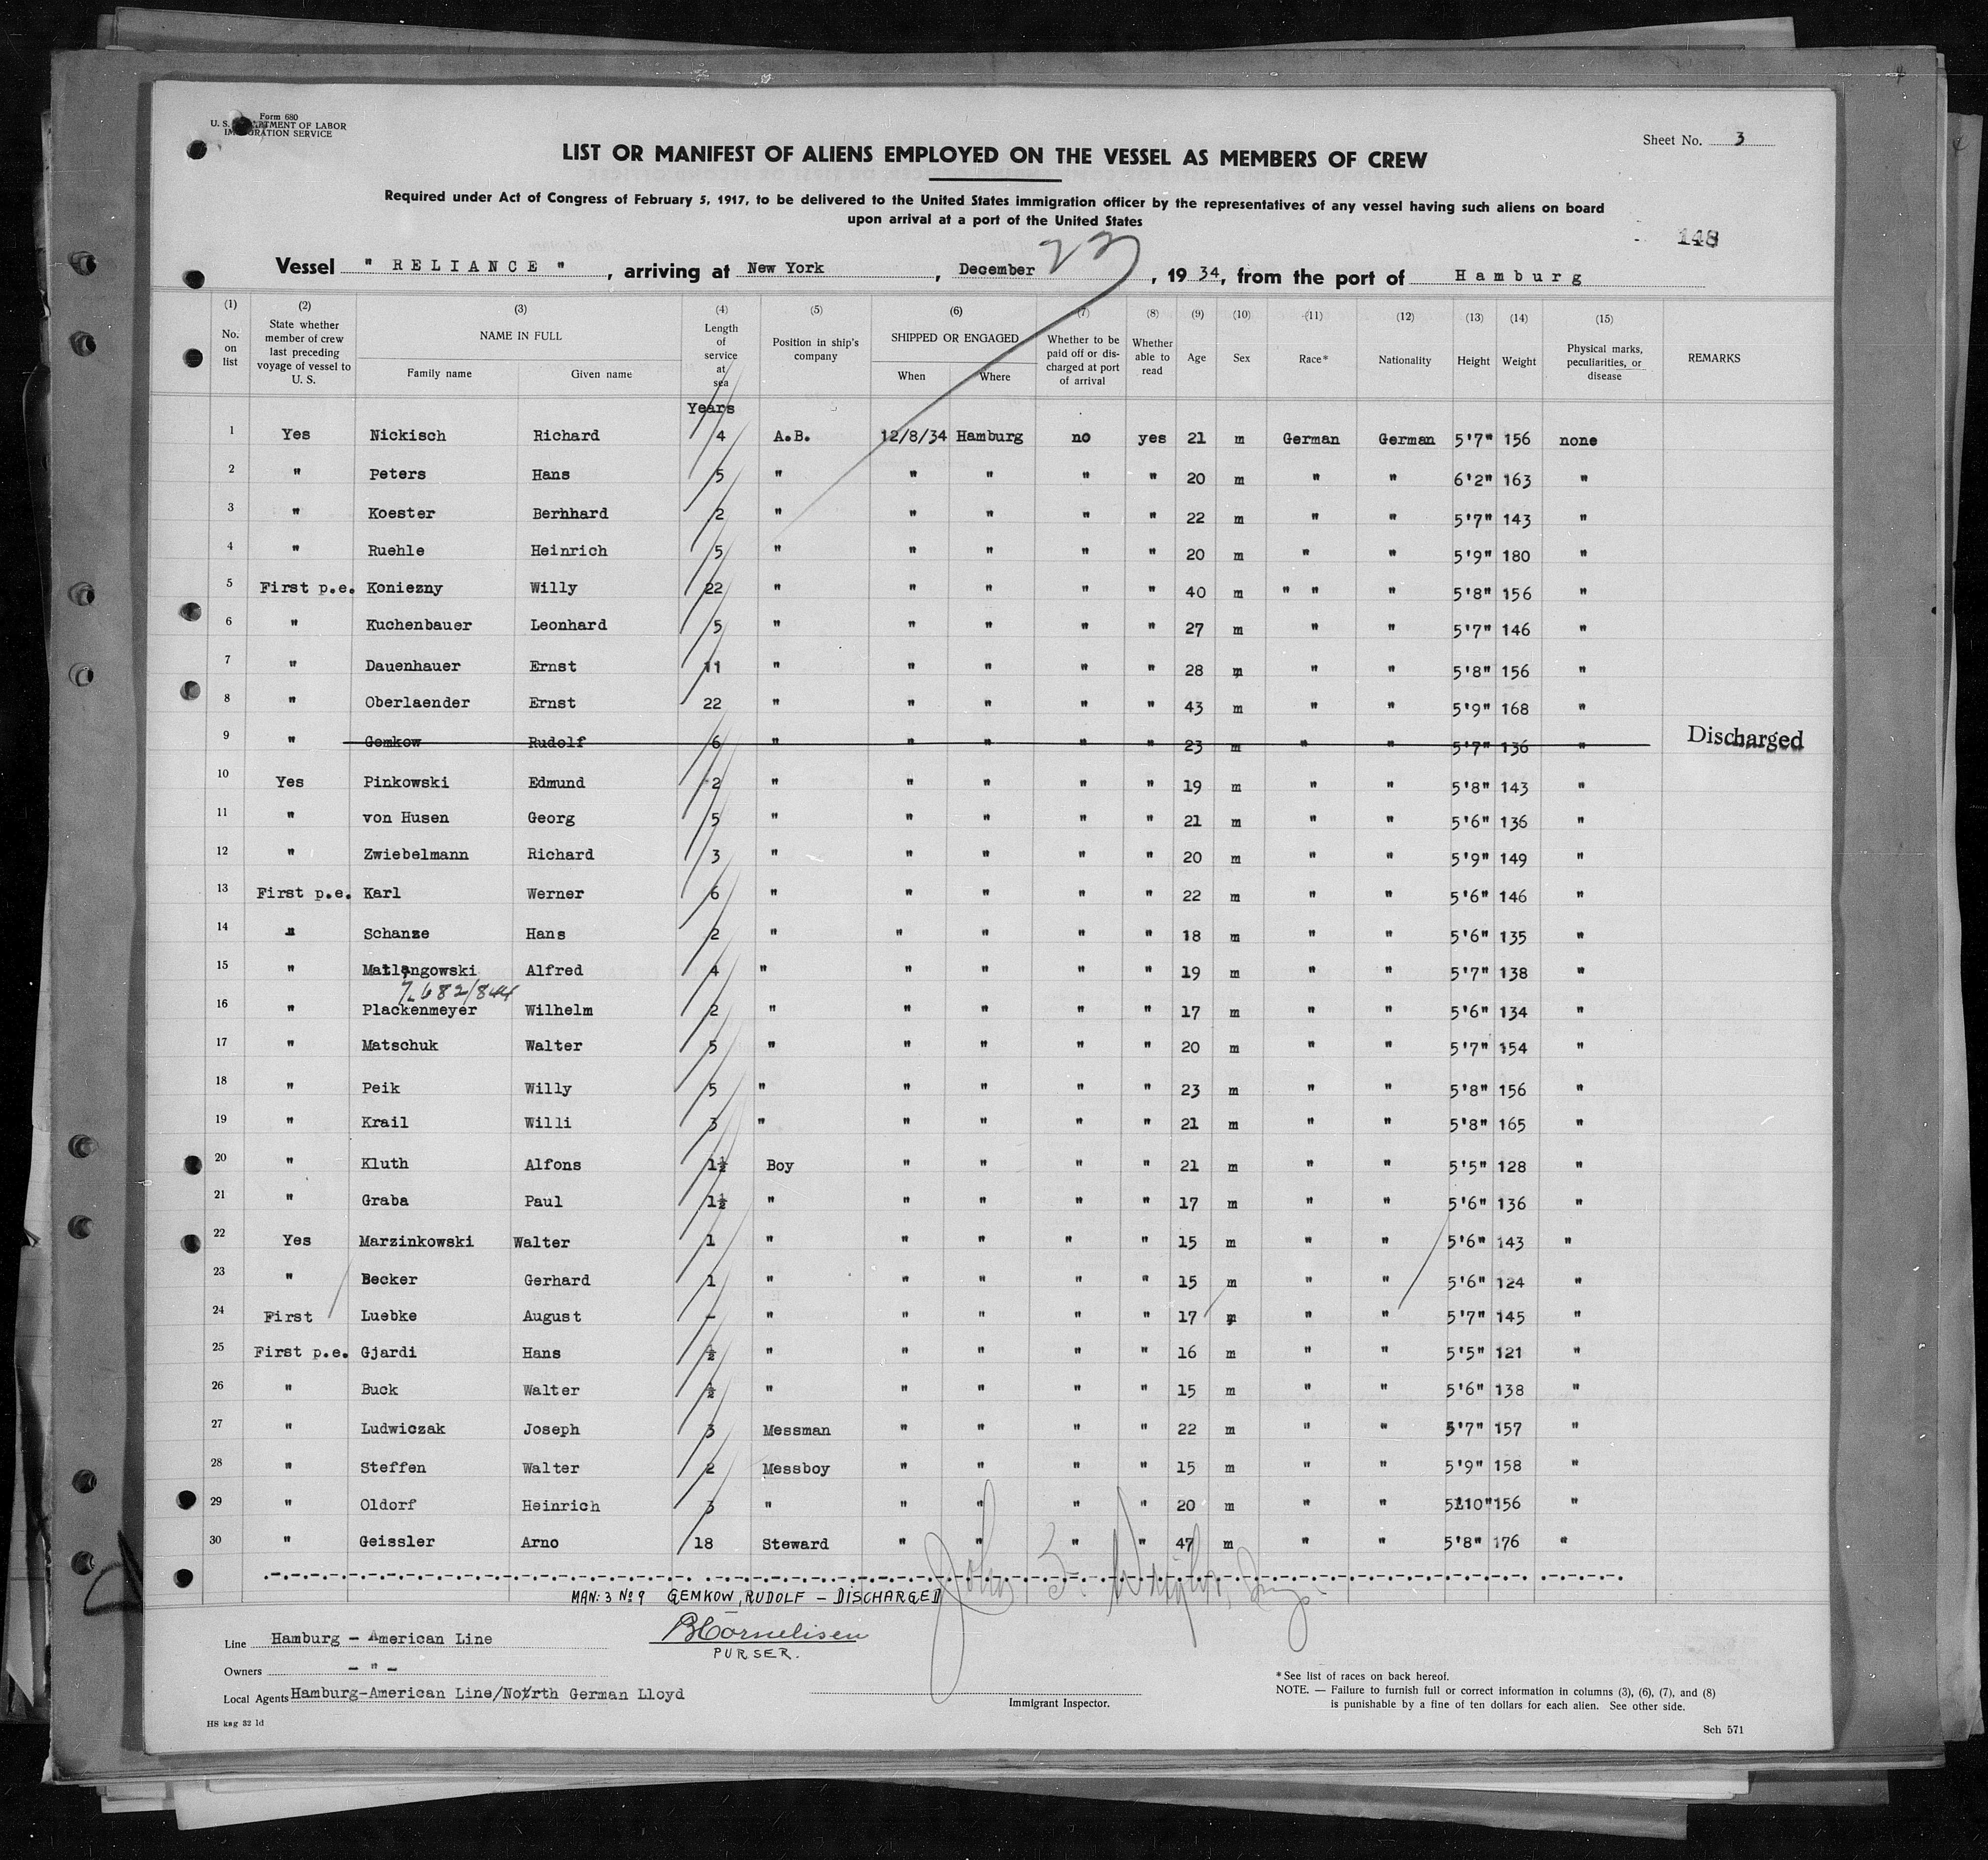 Form 680
U. S. DEPARTMENT OF LABOR
IMMIGRATION SERVICE
Sheet No. 3
LIST OR MANIFEST OF ALIENS EMPLOYED ON THE VESSEL AS MEMBERS OF CREW
Required under Act of Congress of February 5, 1917, to be delivered to the United States immigration officer by the representatives of any vessel having such aliens on board
upon arrival at a port of the United States
148
Vessel " RELIANCE " , arriving at New York , December 23 , 1934, from the port of Hamburg
(1) (2) (3) (4) (5) (6) (7) (8) (9) (10) (11) (12) (13) (14) (15)
No. on list State whether member of crew last preceding voyage of vessel to U. S. NAME IN FULL Family name Given name Length of service at sea Position in ship's company SHIPPED OR ENGAGED When Where Whether to be paid off or discharged at port of arrival Whether able to read Age Sex Race* Nationality Height Weight Physical marks, peculiarities, or disease REMARKS
Years
1 Yes Nickisch Richard 4 A.B. 12/8/34 Hamburg no yes 21 m German German 5'7" 156 none
2 " Peters Hans 5 " " " " " 20 m " " 6'2" 163 "
3 " Koester Bernhard 2 " " " " " 22 m " " 5'7" 143 "
4 " Ruehle Heinrich 5 " " " " " 20 m " " 5'9" 180 "
5 First p.e. Koniezny Willy 22 " " " " " 40 m " " " 5'8" 156 "
6 " Kuchenbauer Leonhard 5 " " " " " 27 m " " 5'7" 146 "
7 " Dauenhauer Ernst 11 " " " " " 28 m " " 5'8" 156 "
8 " Oberlaender Ernst 22 " " " " " 43 m " " 5'9" 168 "
9 " Gemkow Rudolf 6 " " " " " 23 m " " 5'7" 136 " Discharged
10 Yes Pinkowski Edmund 2 " " " " " 19 m " " 5'8" 143 "
11 " von Husen Georg 5 " " " " " 21 m " " 5'6" 136 "
12 " Zwiebelmann Richard 3 " " " " " 20 m " " 5'9" 149 "
13 First p.e. Karl Werner 6 " " " " " 22 m " " 5'6" 146 "
14 " Schanze Hans 2 " " " " " 18 m " " 5'6" 135 "
15 " Alfred 4 " " " " " 19 m " " 5'7" 138 "
16 " Plackenmeyer Wilhelm 2 " " " " " 17 m " " 5'6" 134 "
17 " Matschuk Walter 5 " " " " " 20 m " " 5'7" 154 "
18 " Peik Willy 5 " " " " " 23 m " " 5'8" 156 "
19 " Krail Willi 3 " " " " " 21 m " " 5'8" 165 "
20 " Kluth Alfons 1½ Boy " " " " 21 m " " 5'5" 128 "
21 " Graba Paul 1½ " " " " " 17 m " " 5'6" 136 "
22 Yes Marzinkowski Walter 1 " " " " " 15 m " " 5'6" 143 "
23 " Becker Gerhard 1 " " " " " 15 m " " 5'6" 124 "
24 First Luebke August - " " " " " 17 m " " 5'7" 145 "
25 First p.e. Gjardi Hans ½ " " " " " 16 m " " 5'5" 121 "
26 " Buck Walter ½ " " " " " 15 m " " 5'6" 138 "
27 " Ludwiczak Joseph 3 Messman " " " " 22 m " " 5'7" 157 "
28 " Steffen Walter 2 Messboy " " " " 15 m " " 5'9" 158 "
29 " Oldorf Heinrich 3 " " " " " 20 m " " 5'10" 156 "
30 " Geissler Arno 18 Steward " " " " 47 m " " 5'8" 176 "
MAN: 3 No 9 GEMKOW, RUDOLF - DISCHARGED
Line Hamburg - American Line
BCornelisen
PURSER.
Owners - " -
Local Agents Hamburg-American Line/North German Lloyd
Immigrant Inspector.
*See list of races on back hereof.
NOTE. — Failure to furnish full or correct information in columns (3), (6), (7), and (8)
is punishable by a fine of ten dollars for each alien. See other side.
HS kag 32 1d
Sch 571